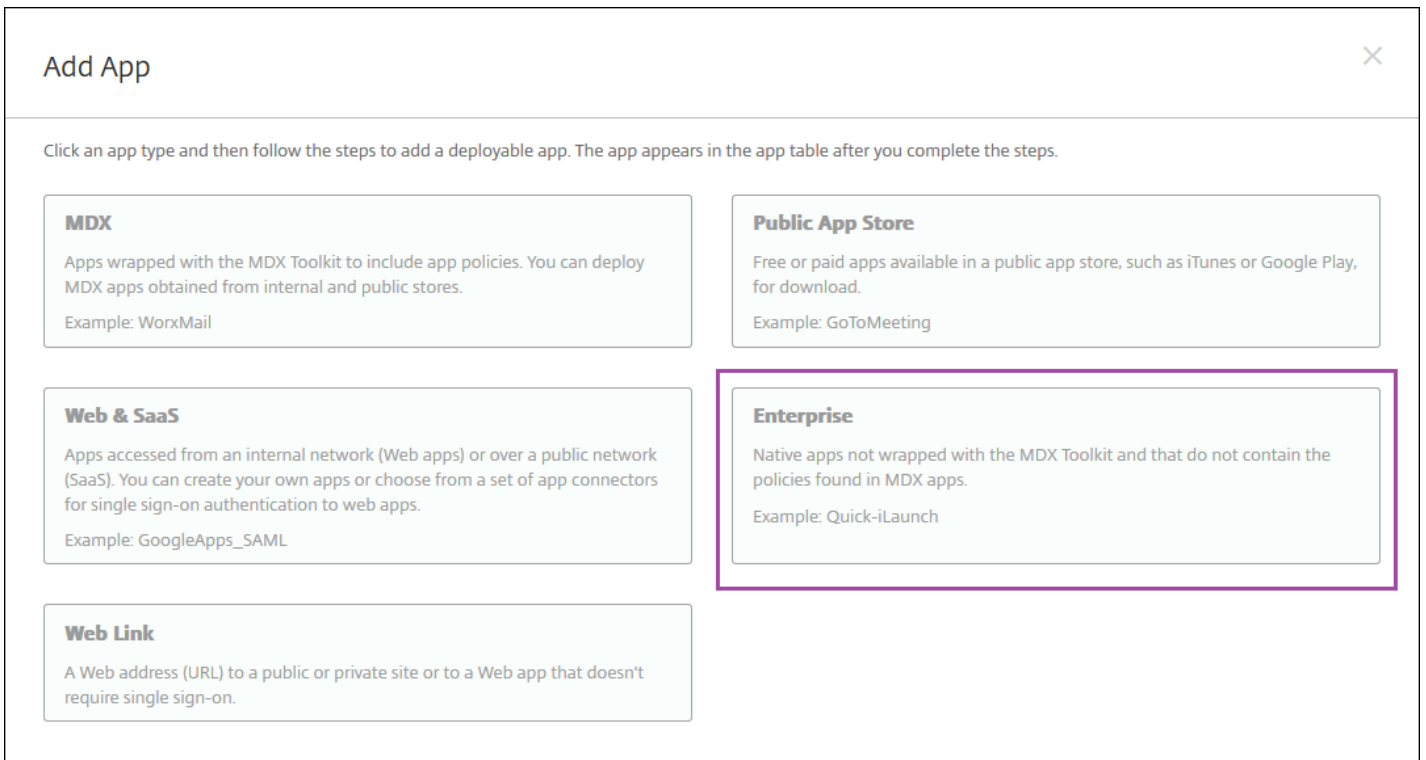 Add App
Click an app type and then follow the steps to add a deployable app. The app appears in the app table after you complete the steps.
MDX
Apps wrapped with the MDX Toolkit to include app policies. You can deploy
MDX apps obtained from internal and public stores.
Example: WorxMail
Public App Store
Free or paid apps available in a public app store, such as iTunes or Google Play,
for download.
Example: GoToMeeting
Web & SaaS
Apps accessed from an internal network (Web apps) or over a public network
(SaaS). You can create your own apps or choose from a set of app connectors
for single sign-on authentication to web apps.
Example: GoogleApps_SAML
Enterprise
Native apps not wrapped with the MDX Toolkit and that do not contain the
policies found in MDX apps.
Example: Quick-iLaunch
Web Link
A Web address (URL) to a public or private site or to a Web app that doesn't
require single sign-on.